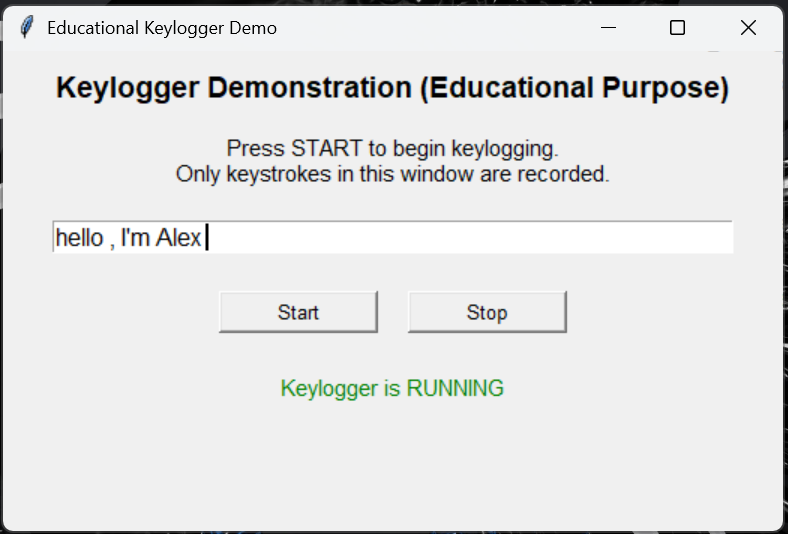 Educational Keylogger Demo
Keylogger Demonstration (Educational Purpose)
Press START to begin keylogging.
Only keystrokes in this window are recorded.
hello , I'm Alex
Start Stop
Keylogger is RUNNING